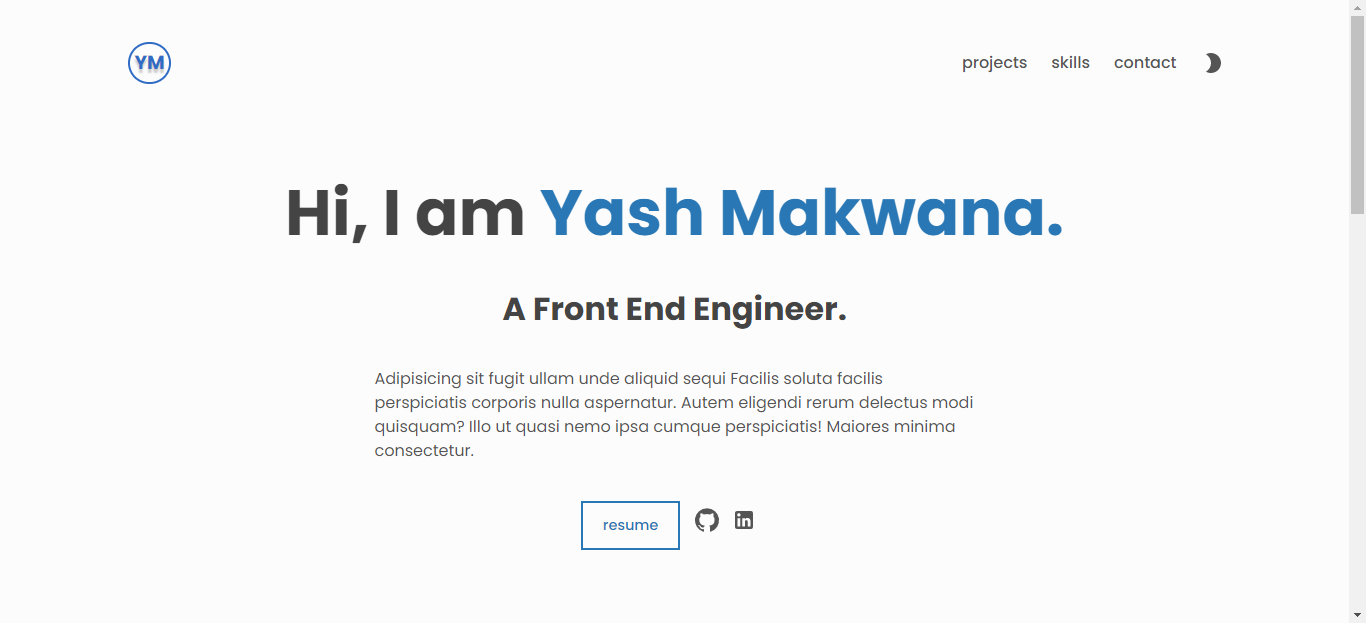 YM
projects skills contact
Hi, I am Yash Makwana.
A Front End Engineer.
Adipisicing sit fugit ullam unde aliquid sequi Facilis soluta facilis
perspiciatis corporis nulla aspernatur. Autem eligendi rerum delectus modi
quisquam? Illo ut quasi nemo ipsa cumque perspiciatis! Maiores minima
consectetur.
resume in